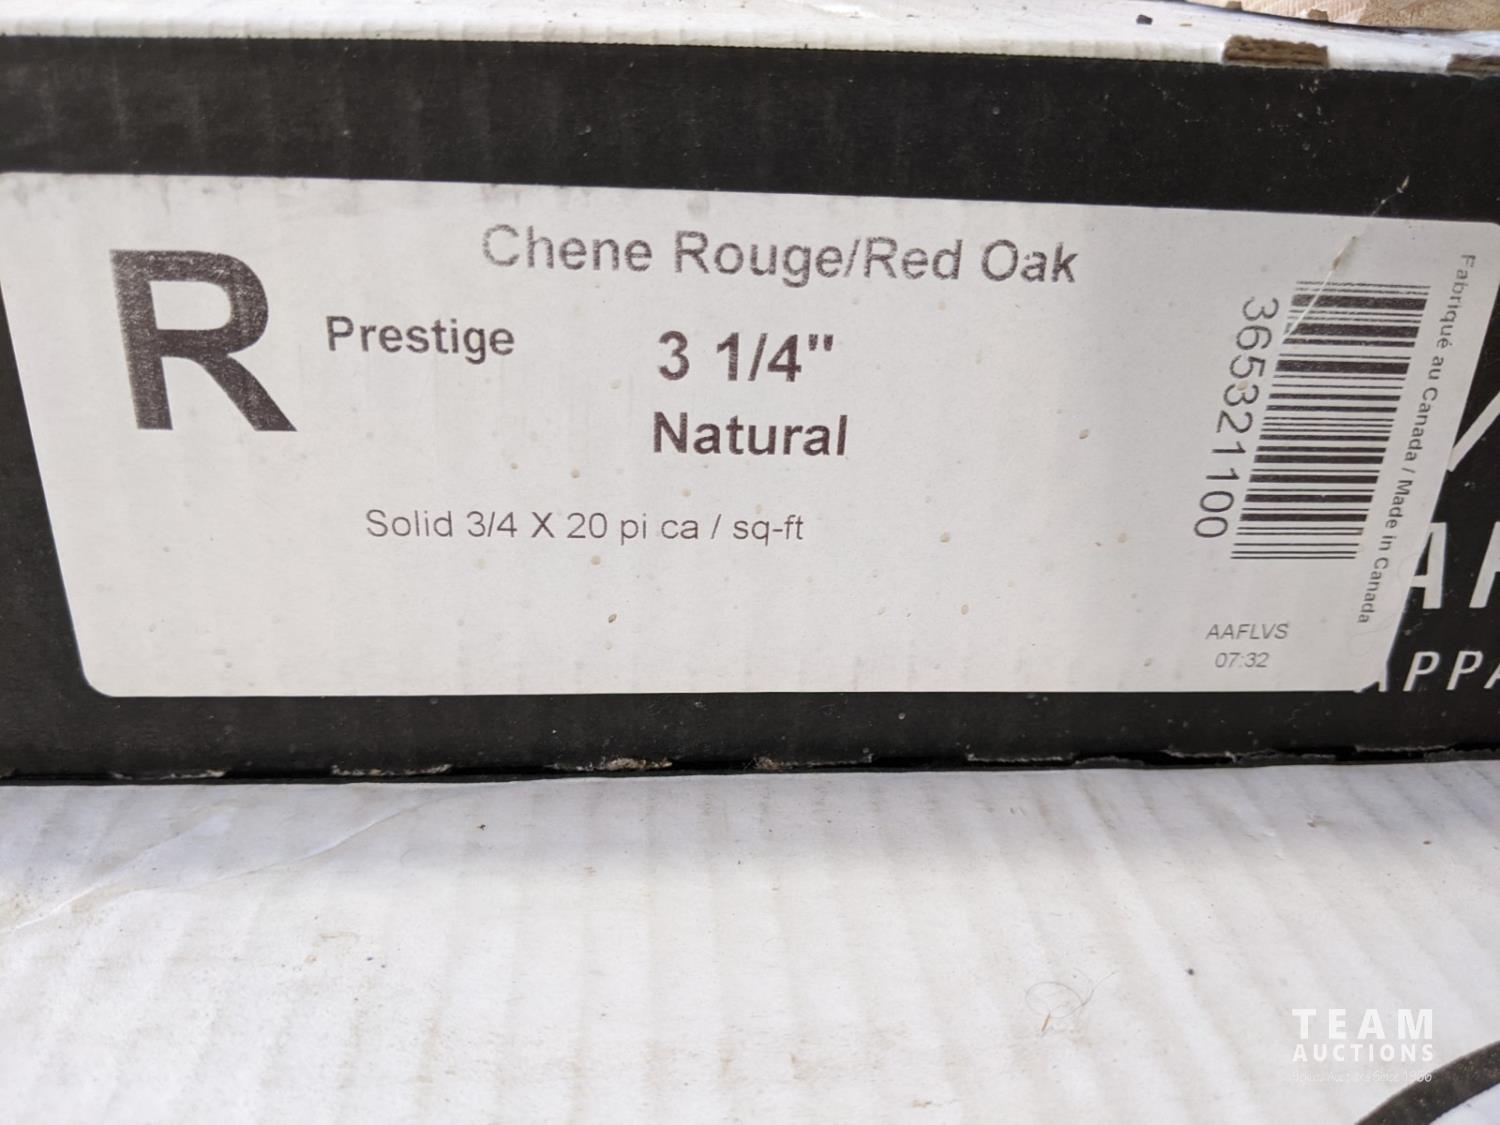 R
Chene Rouge/Red Oak
Prestige
3 1/4"
Natural
Solid 3/4 X 20 pi ca / sq-ft
365321100
Fabriqué au Canada / Made in Canada
AAFLVS
07:32
TEAM
AUCTIONS